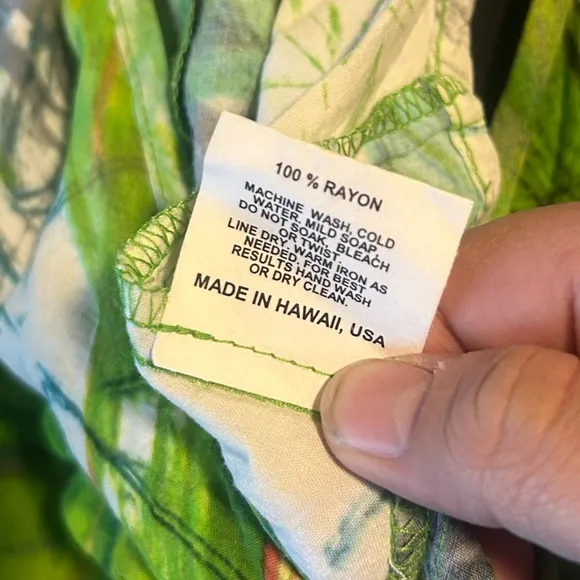 100 % RAYON
MACHINE WASH, COLD
WATER, MILD SOAP
DO NOT SOAK, BLEACH
OR TWIST.
LINE DRY, WARM IRON AS
NEEDED, FOR BEST
RESULTS HAND WASH
OR DRY CLEAN.
MADE IN HAWAII, USA